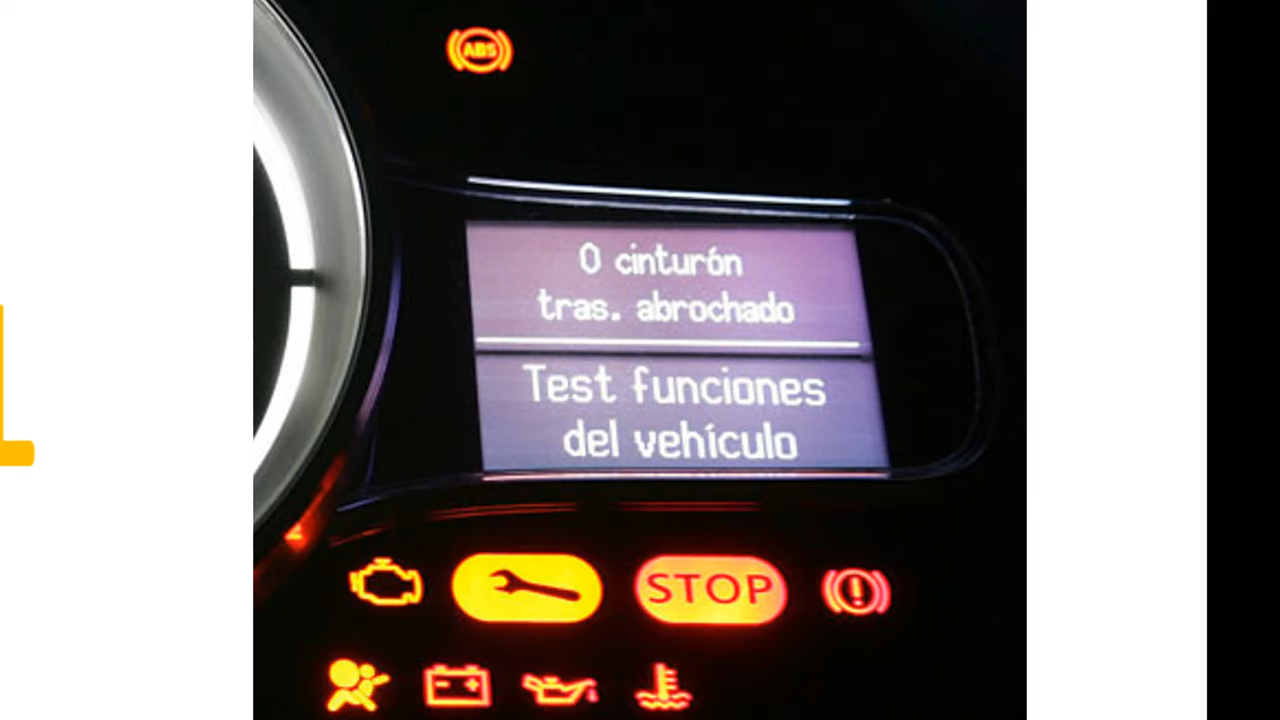 ABS
0 cinturón
tras. abrochado
Test funciones
del vehículo
STOP